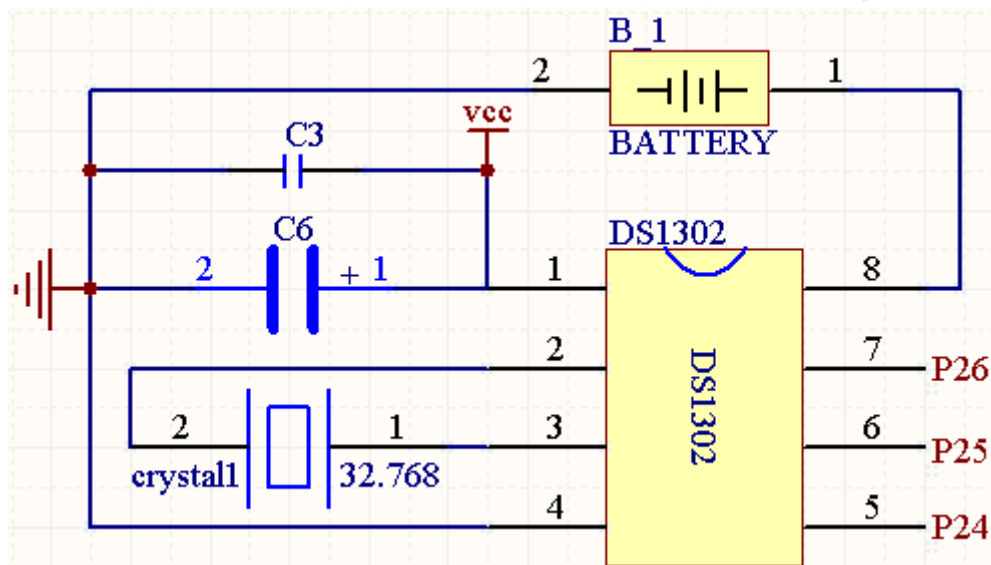 B_1
2 1
BATTERY
vcc
C3
DS1302
C6
2 + 1
1 8
2 7 P26
DS1302
2 1
3 6 P25
crystal1 32.768
4 5 P24